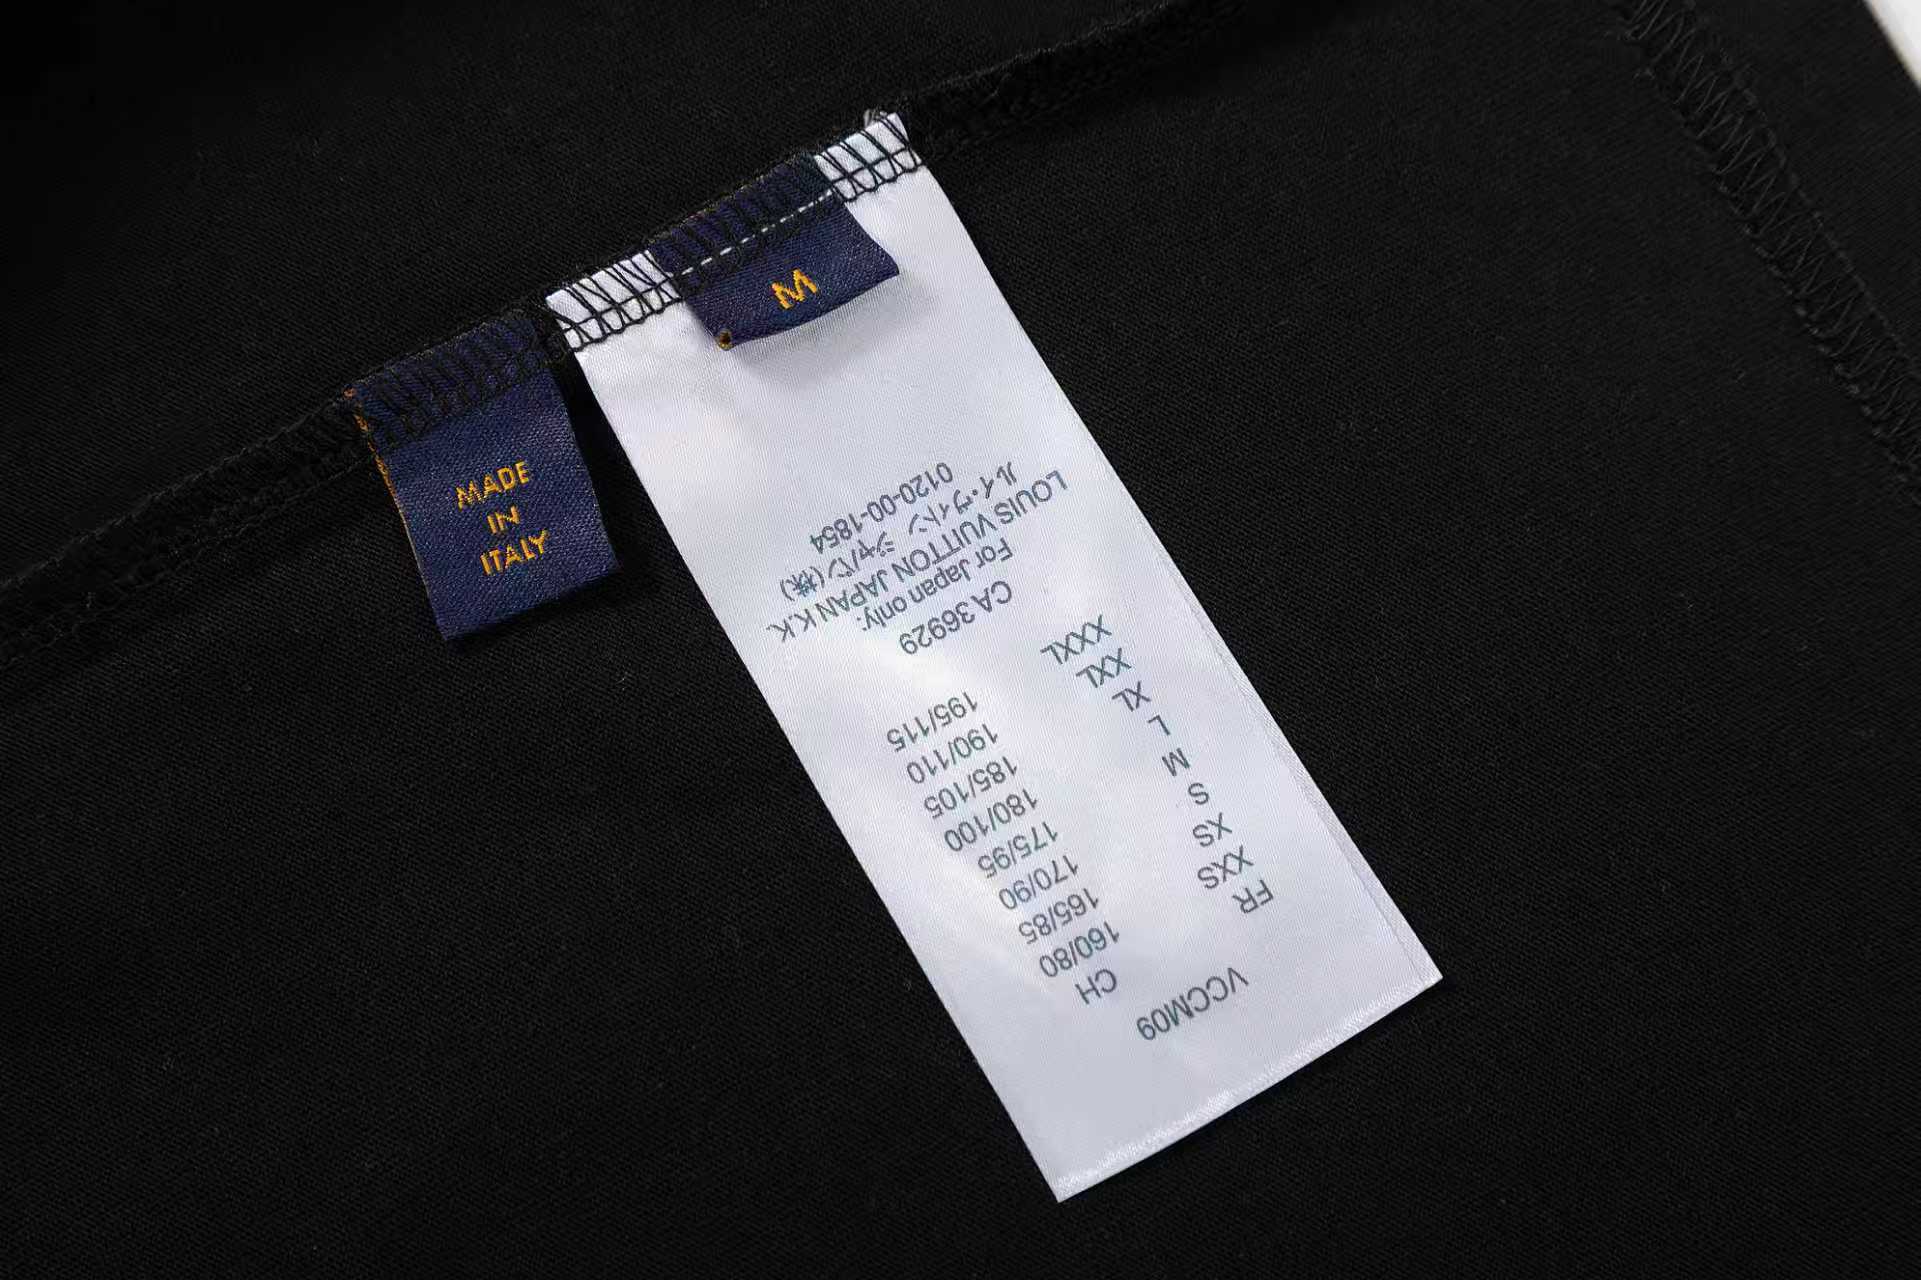 MADE
IN
ITALY
M
VCCM09
FR CH
XXS 160/80
XS 165/85
S 170/90
M 175/95
L 180/100
XL 185/105
XXL 190/110
XXXL 195/115
CA 36929
For Japan only:
LOUIS VUITTON JAPAN K.K.
ルイ・ヴィトン ジャパン(株)
0120-00-1854